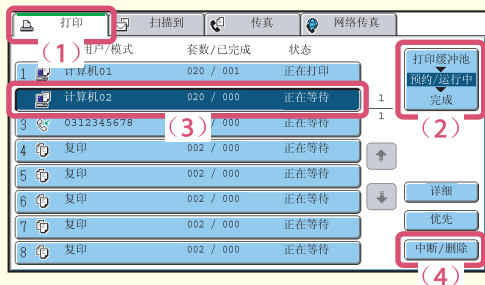 打印 扫描到 传真 网络传真
(1) 用户/模式 套数/已完成 状态
1 计算机01 020 / 001 正在打印
计算机02 020 / 000 正在等待
3 0312345678 / 000 正在等待
(3)
4 复印 002 / 000 正在等待
5 复印 002 / 000 正在等待
6 复印 002 / 000 正在等待
7 复印 002 / 000 正在等待
8 复印 002 / 000 正在等待
1
1
打印缓冲池
预约/运行中
完成
(2)
详细
优先
中断/删除
(4)